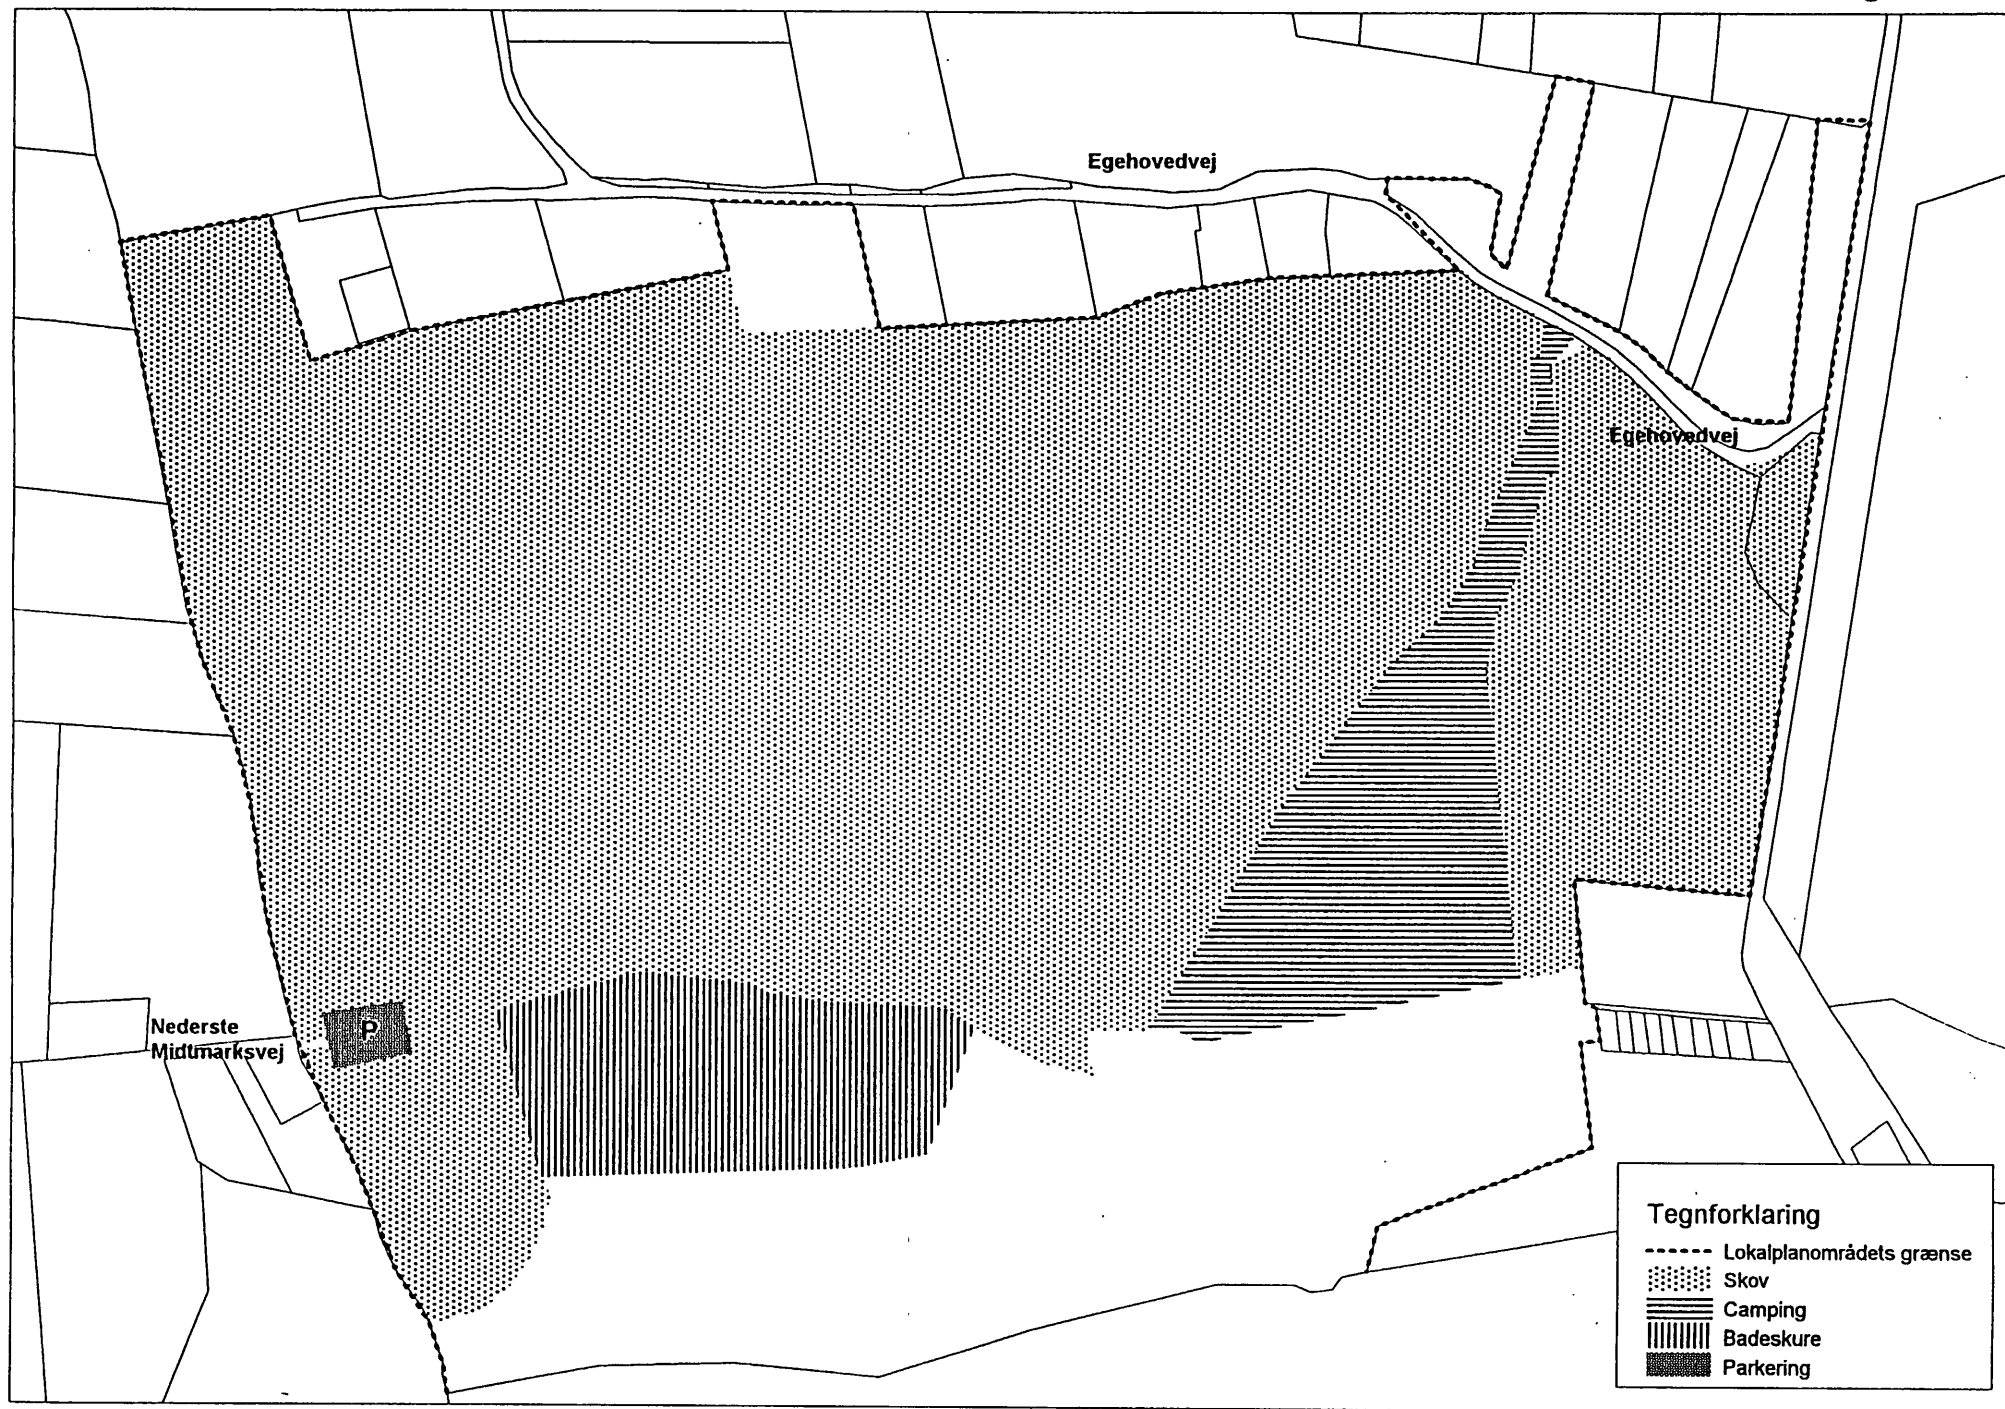 Egehovedvej
Egehovedvej
Nederste
Midtmarksvej
P
Tegnforklaring
Lokalplanområdets grænse
Skov
Camping
Badeskure
Parkering